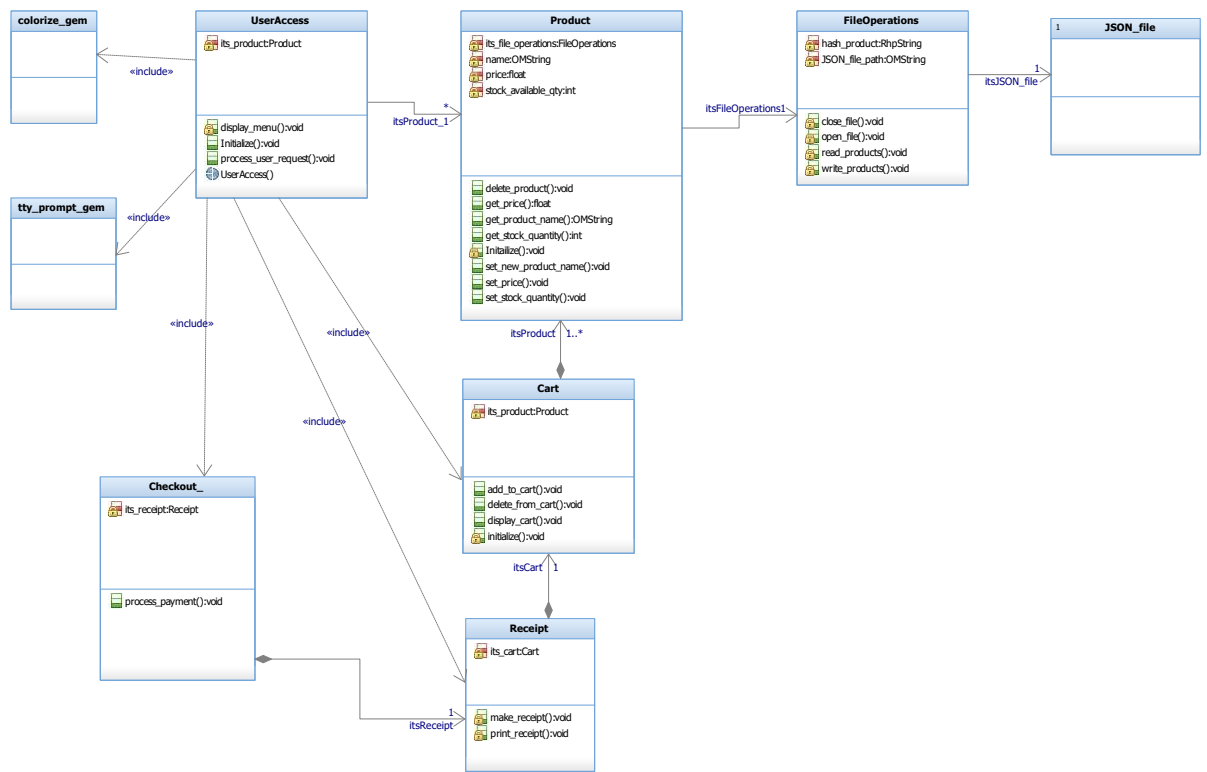 colorize_gem
UserAccess
its_product:Product
display_menu():void
Initialize():void
process_user_request():void
UserAccess()
Product
its_file_operations:FileOperations
name:OMString
price:float
stock_available_qty:int
delete_product():void
get_price():float
get_product_name():OMString
get_stock_quantity():int
Initailize():void
set_new_product_name():void
set_price():void
set_stock_quantity():void
FileOperations
hash_product:RhpString
JSON_file_path:OMString
close_file():void
open_file():void
read_products():void
write_products():void
1
JSON_file
«include»
*
itsProduct_1
itsFileOperations1
1
itsJSON_file
tty_prompt_gem
«include»
«include»
«include»
«include»
itsProduct
1..*
Cart
its_product:Product
add_to_cart():void
delete_from_cart():void
display_cart():void
initialize():void
Checkout_
its_receipt:Receipt
process_payment():void
itsCart
1
Receipt
its_cart:Cart
make_receipt():void
print_receipt():void
1
itsReceipt